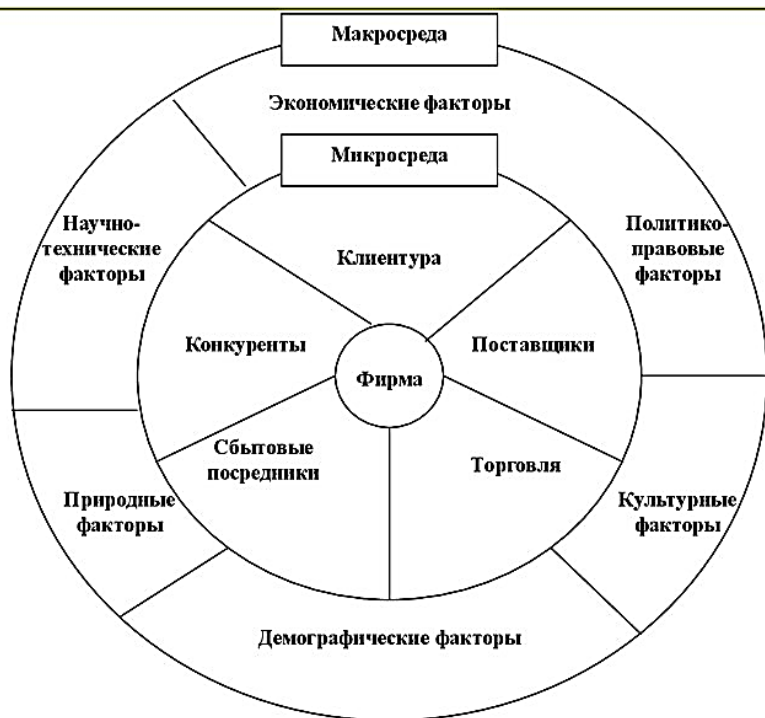 Макросреда
Экономические факторы
Микросреда
Научно-
технические
факторы
Политико-
правовые
факторы
Клиентура
Конкуренты
Поставщики
Фирма
Сбытовые
посредники
Торговля
Природные
факторы
Культурные
факторы
Демографические факторы